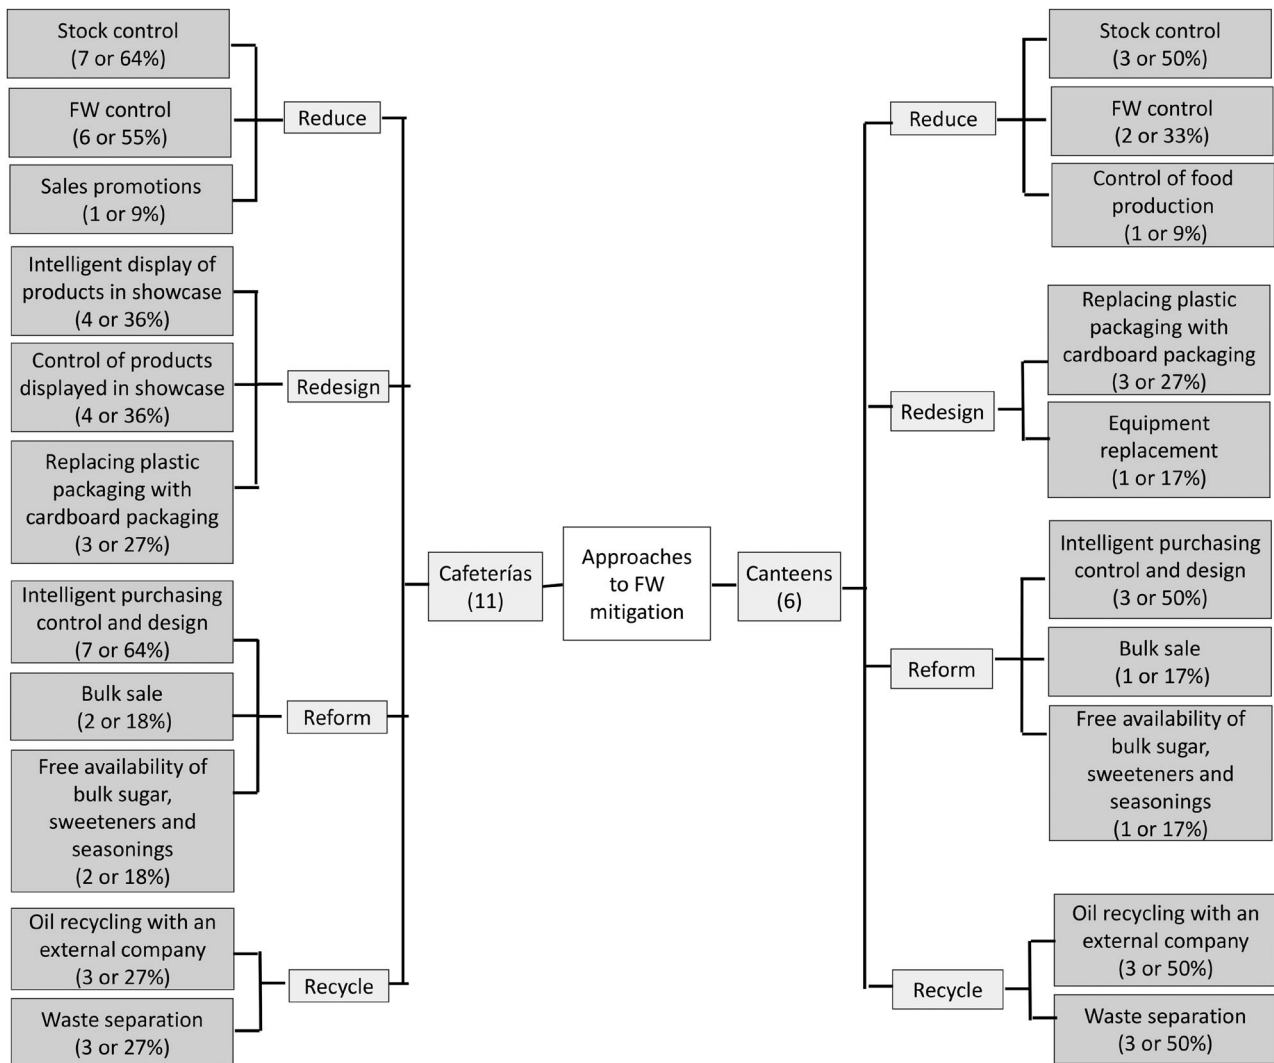 Stock control
(7 or 64%)
FW control
(6 or 55%)
Sales promotions
(1 or 9%)
Reduce
Intelligent display of
products in showcase
(4 or 36%)
Control of products
displayed in showcase
(4 or 36%)
Replacing plastic
packaging with
cardboard packaging
(3 or 27%)
Redesign
Intelligent purchasing
control and design
(7 or 64%)
Bulk sale
(2 or 18%)
Free availability of
bulk sugar,
sweeteners and
seasonings
(2 or 18%)
Reform
Oil recycling with an
external company
(3 or 27%)
Waste separation
(3 or 27%)
Recycle
Cafeterías
(11)
Approaches
to FW
mitigation
Canteens
(6)
Reduce
Stock control
(3 or 50%)
FW control
(2 or 33%)
Control of food
production
(1 or 9%)
Redesign
Replacing plastic
packaging with
cardboard packaging
(3 or 27%)
Equipment
replacement
(1 or 17%)
Reform
Intelligent purchasing
control and design
(3 or 50%)
Bulk sale
(1 or 17%)
Free availability of
bulk sugar,
sweeteners and
seasonings
(1 or 17%)
Recycle
Oil recycling with an
external company
(3 or 50%)
Waste separation
(3 or 50%)